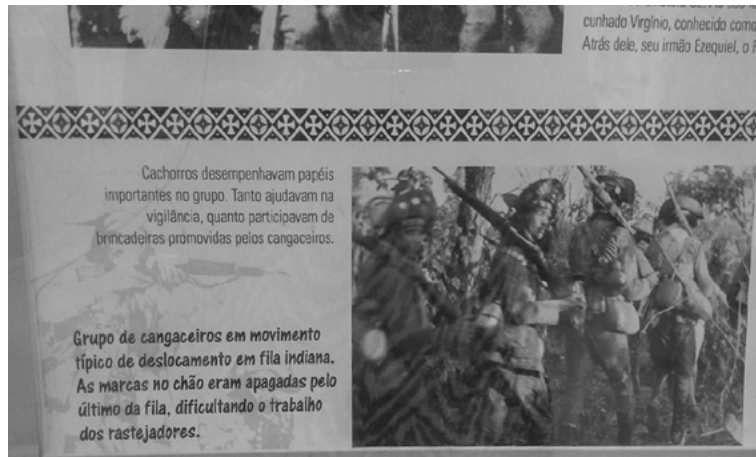 cunhado Virgínio, conhecido como
Atrás dele, seu irmão Ezequiel, o
Cachorros desempenhavam papéis
importantes no grupo. Tanto ajudavam na
vigilância, quanto participavam de
brincadeiras promovidas pelos cangaceiros.
Grupo de cangaceiros em movimento
típico de deslocamento em fila indiana.
As marcas no chão eram apagadas pelo
último da fila, dificultando o trabalho
dos rastejadores.